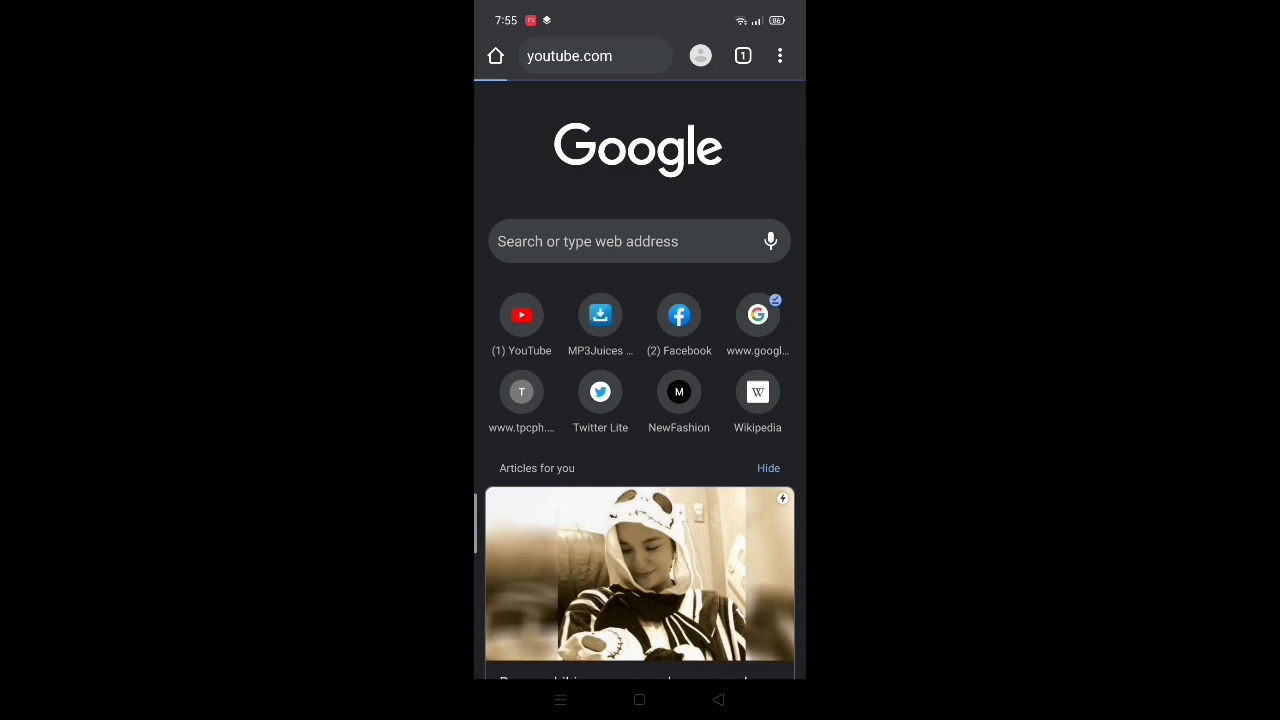 7:55
86
youtube.com
1
Google
Search or type web address
(1) YouTube
MP3Juices ...
(2) Facebook
www.googl...
T
www.tpcph....
Twitter Lite
M
NewFashion
W
Wikipedia
Articles for you
Hide